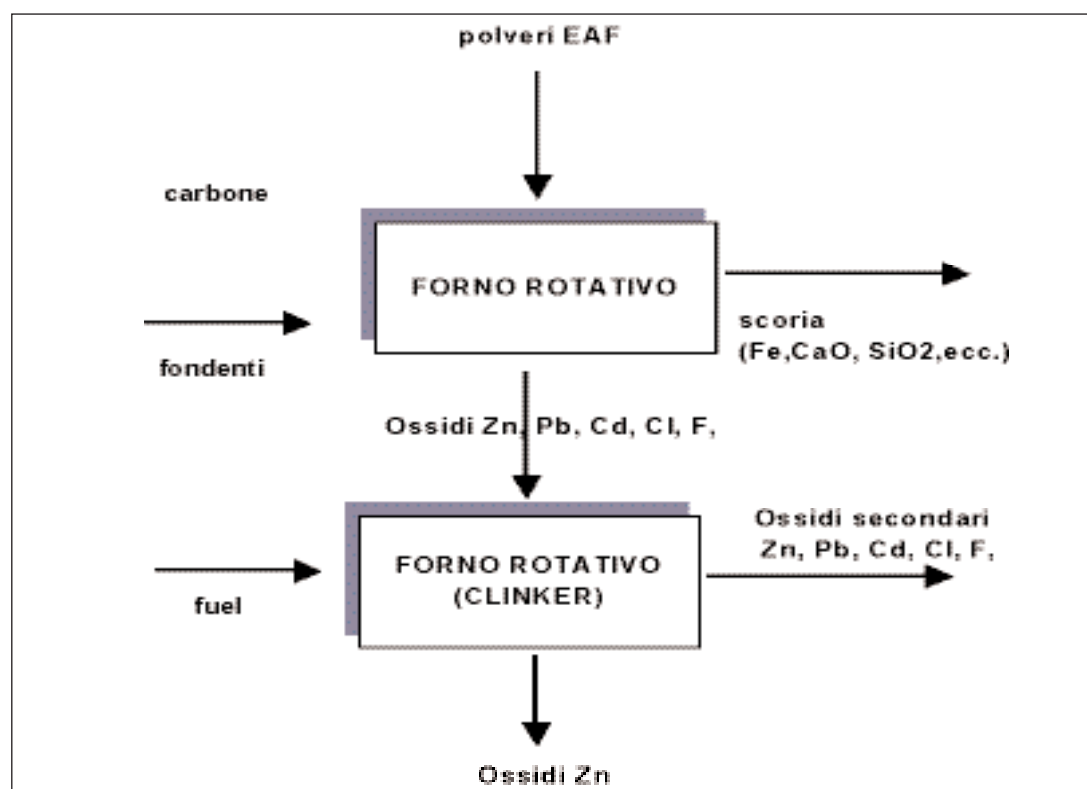 polveri EAF
carbone
FORNO ROTATIVO
scoria
(Fe,CaO, SiO2,ecc.)
fondenti
Ossidi Zn, Pb, Cd, Cl, F,
Ossidi secondari
Zn, Pb, Cd, Cl, F,
FORNO ROTATIVO
(CLINKER)
fuel
Ossidi Zn